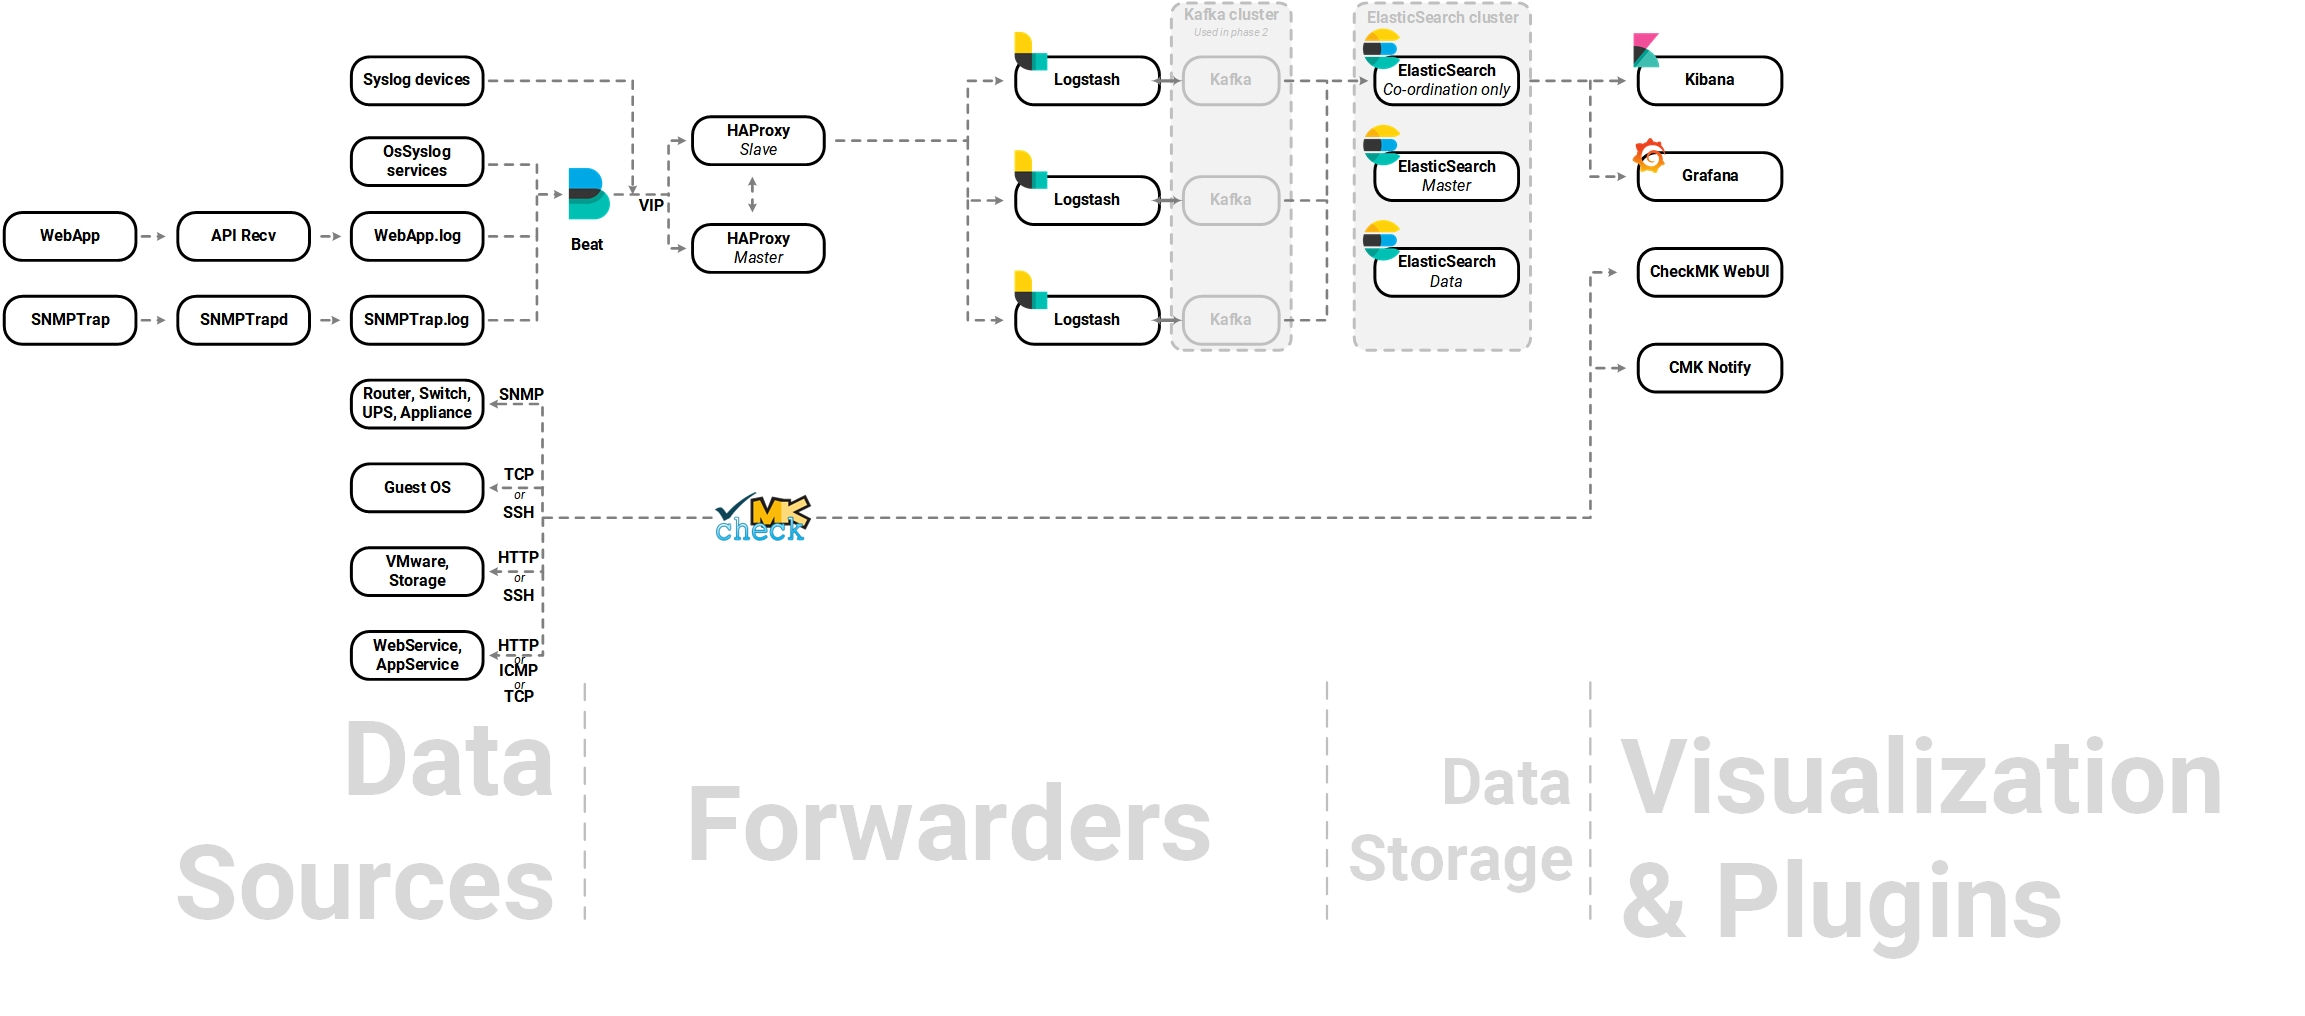 Kafka cluster
Used in phase 2
ElasticSearch cluster
Syslog devices
Logstash
Kafka
ElasticSearch
Co-ordination only
Kibana
HAProxy
Slave
OsSyslog
services
ElasticSearch
Master
Grafana
VIP
Logstash
Kafka
WebApp
API Recv
WebApp.log
Beat
HAProxy
Master
ElasticSearch
Data
CheckMK WebUI
SNMPTrap
SNMPTrapd
SNMPTrap.log
Logstash
Kafka
CMK Notify
Router, Switch,
UPS, Appliance
SNMP
Guest OS
TCP
or
SSH
MK
check
VMware,
Storage
HTTP
or
SSH
WebService,
AppService
HTTP
or
ICMP
or
TCP
Data
Sources
Forwarders
Data
Storage
Visualization
& Plugins